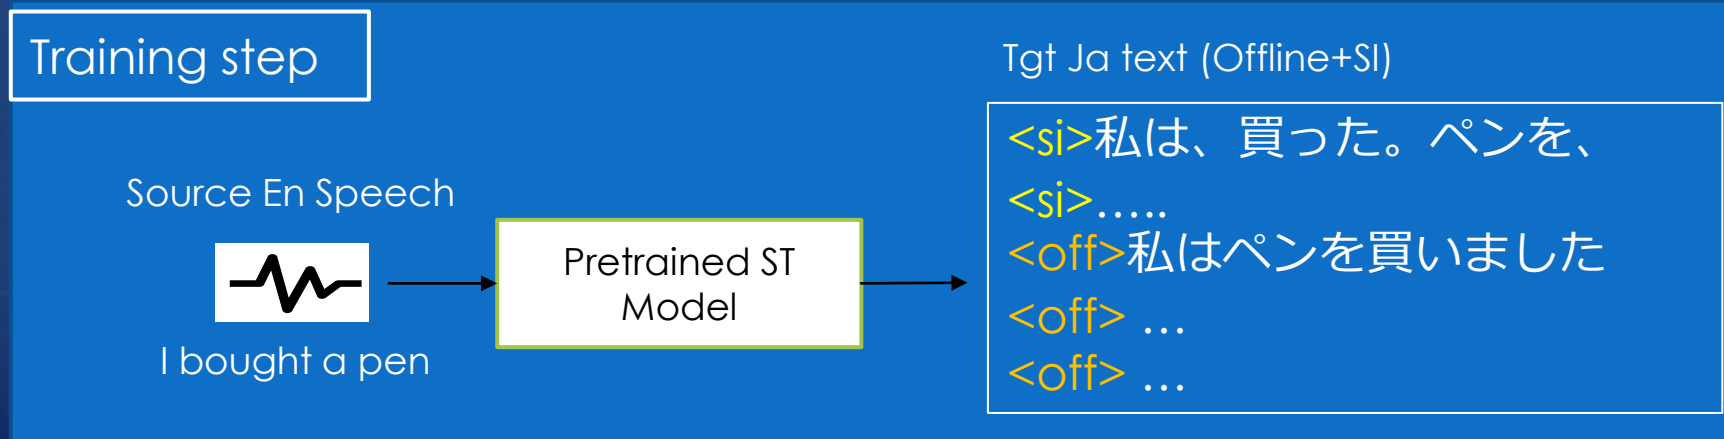 Training step
Tgt Ja text (Offline+SI)
Source En Speech
I bought a pen
Pretrained ST
Model
<si>私は、買った。ペンを、
<si>.....
<off>私はペンを買いました
<off> ...
<off> ...